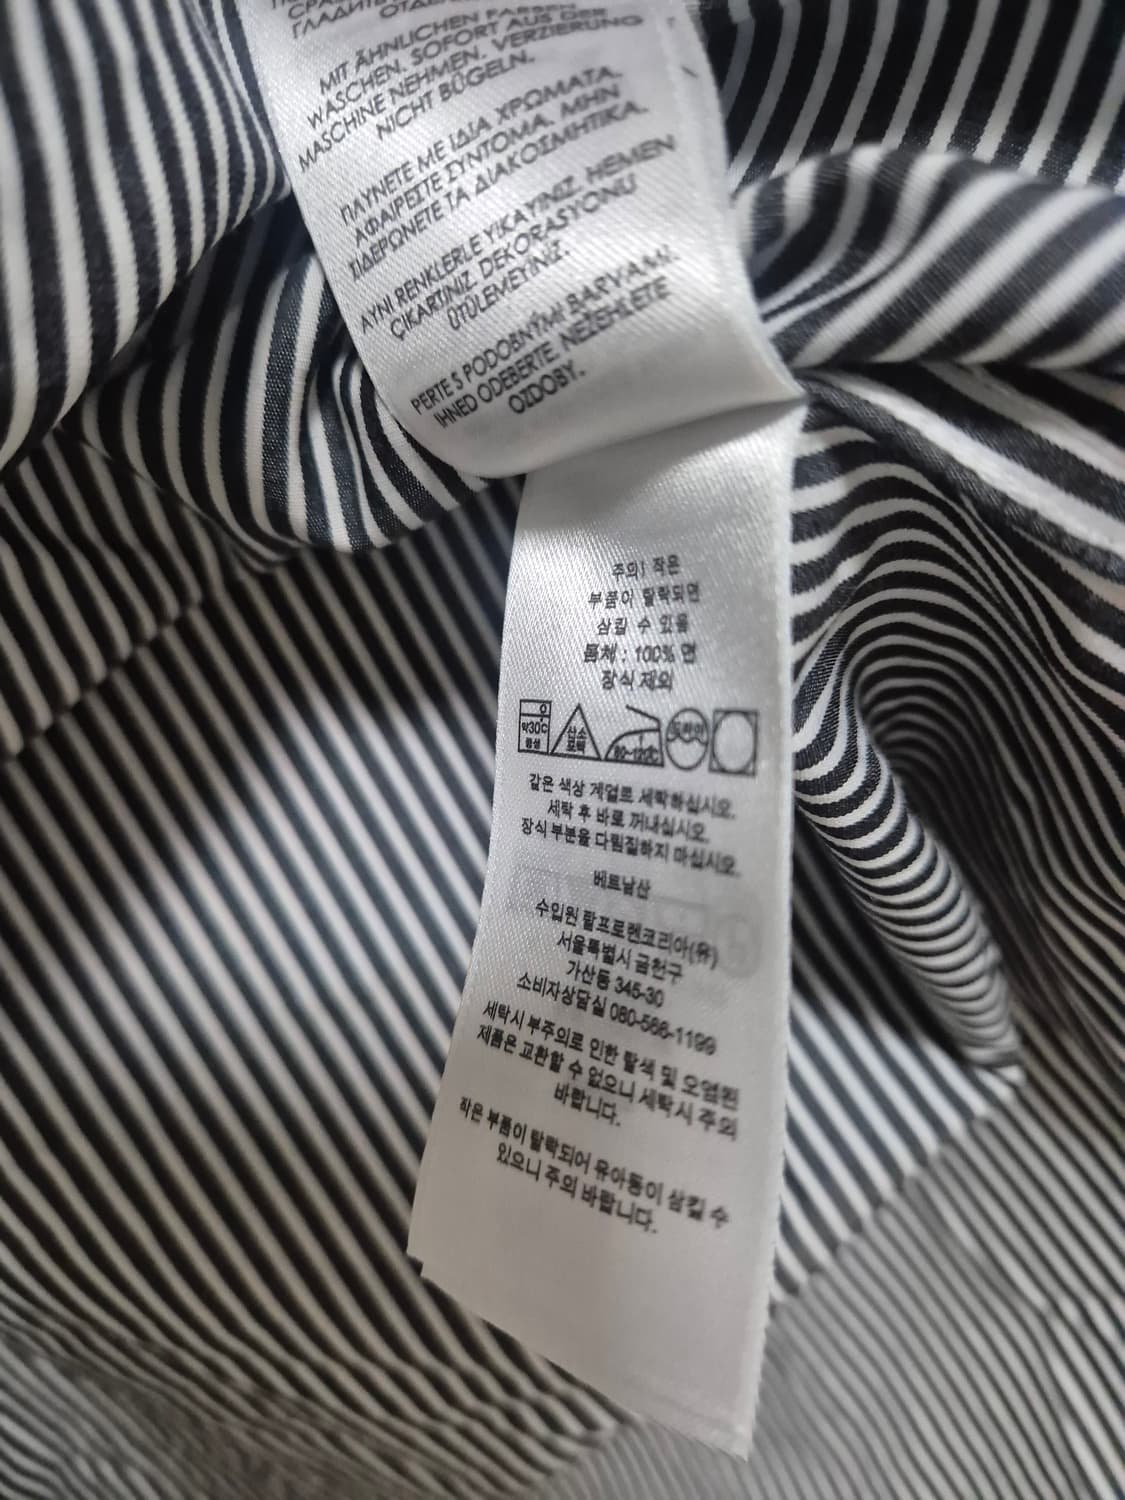 ГЛАДИТЬ
MIT ÄHNLICHEN FARBEN
WASCHEN. SOFORT AUS DER
MASCHINE NEHMEN. VERZIERUNG
NICHT BÜGELN.
ΠΛΥΝΕΤΕ ΜΕ ΙΔΙΑ ΧΡΩΜΑΤΑ.
ΑΦΑΙΡΕΣΤΕ ΣΥΝΤΟΜΑ. ΜΗΝ
ΣΙΔΕΡΩΝΕΤΕ ΤΑ ΔΙΑΚΟΣΜΗΤΙΚΑ.
AYNI RENKLERLE YIKAYINIZ. HEMEN
ÇIKARTINIZ. DEKORASYONU
ÜTÜLEMEYİNİZ.
PERTE S PODOBNÝMI BARVAMI.
IHNED ODEBERTE. NEŽEHLETE
OZDOBY.
주의! 작은
부품이 탈락되면
삼킬 수 있음
몸체 : 100% 면
장식 제외
약30°C
중성
산소
표백
80~120°C
드라이
같은 색상 계열로 세탁하십시오.
세탁 후 바로 꺼내십시오.
장식 부분을 다림질하지 마십시오.
베트남산
수입원 랄프로렌코리아(유)
서울특별시 금천구
가산동 345-30
소비자상담실 080-566-1199
세탁시 부주의로 인한 탈색 및 오염된
제품은 교환할 수 없으니 세탁시 주의
바랍니다.
작은 부품이 탈락되어 유아동이 삼킬 수
있으니 주의 바랍니다.